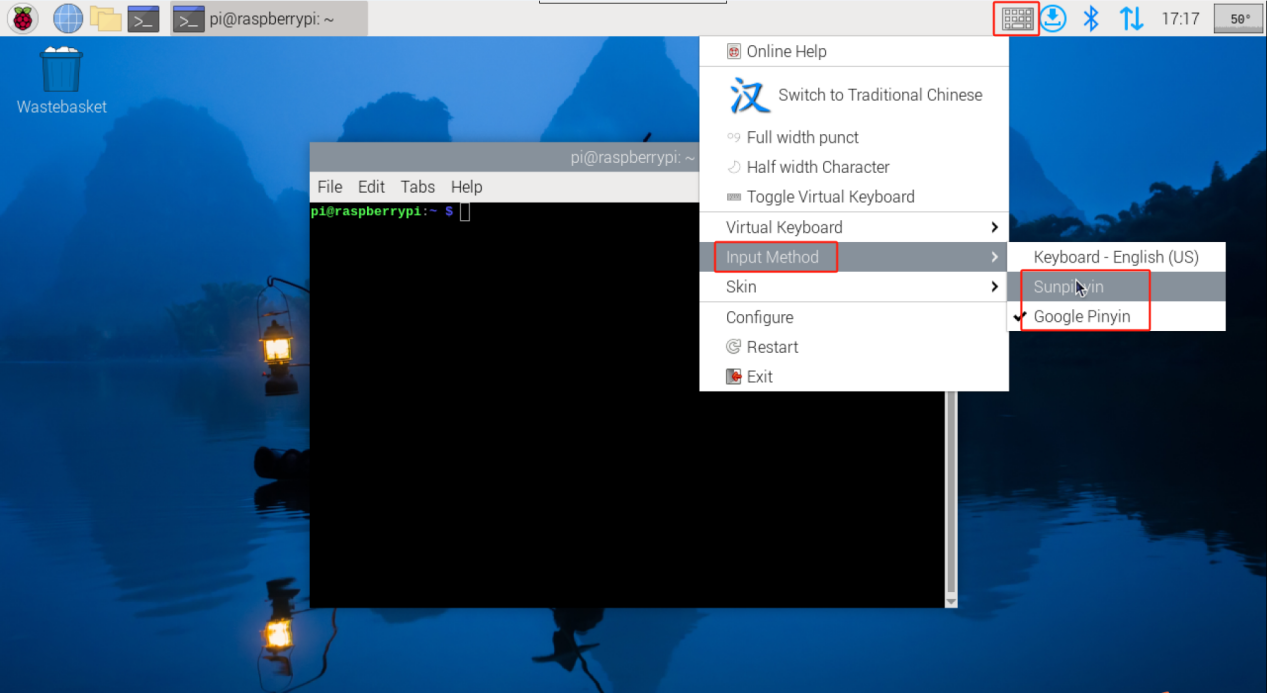 pi@raspberrypi: ~
17:17
50°
Wastebasket
Online Help
汉 Switch to Traditional Chinese
Full width punct
Half width Character
Toggle Virtual Keyboard
Virtual Keyboard
Input Method
Skin
Configure
Restart
Exit
Keyboard - English (US)
Sunpinyin
Google Pinyin
pi@raspberrypi: ~
File Edit Tabs Help
pi@raspberrypi:~ $